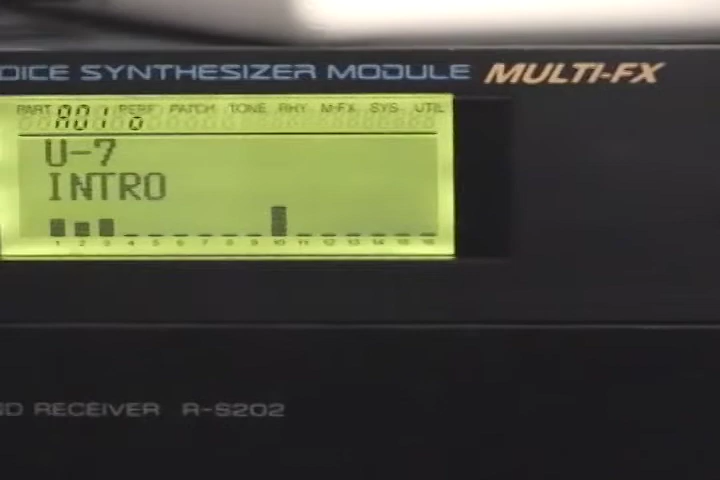 OICE SYNTHESIZER MODULE MULTI-FX
PART PERF PATCH TONE RHY M-FX SYS UTIL
A01
U-7
INTRO
1 2 3 4 5 6 7 8 9 10 11 12 13 14 15 16
ND RECEIVER R-S202